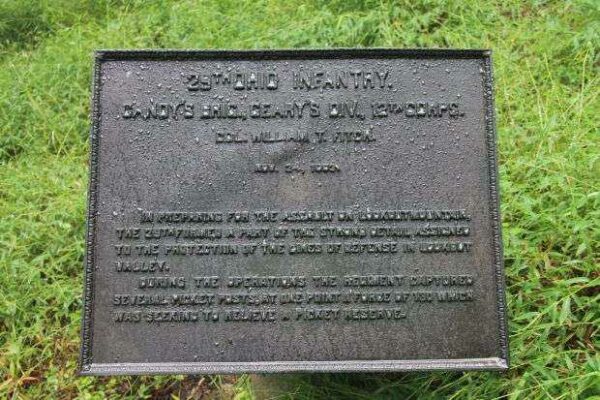 29TH OHIO INFANTRY.
CANDY'S BRIG., GEARY'S DIV., 12TH CORPS.
COL. WILLIAM T. FITCH.
NOV. 24, 1863.
IN PREPARING FOR THE ASSAULT ON LOOKOUT MOUNTAIN,
THE 29TH FORMED A PART OF THE STRONG DETAIL ASSIGNED
TO THE PROTECTION OF THE LINES OF DEFENSE IN LOOKOUT
VALLEY.
DURING THE OPERATIONS THE REGIMENT CAPTURED
SEVERAL PICKET POSTS, AT ONE POINT A FORCE OF 130 WHICH
WAS SEEKING TO RELIEVE A PICKET RESERVE.